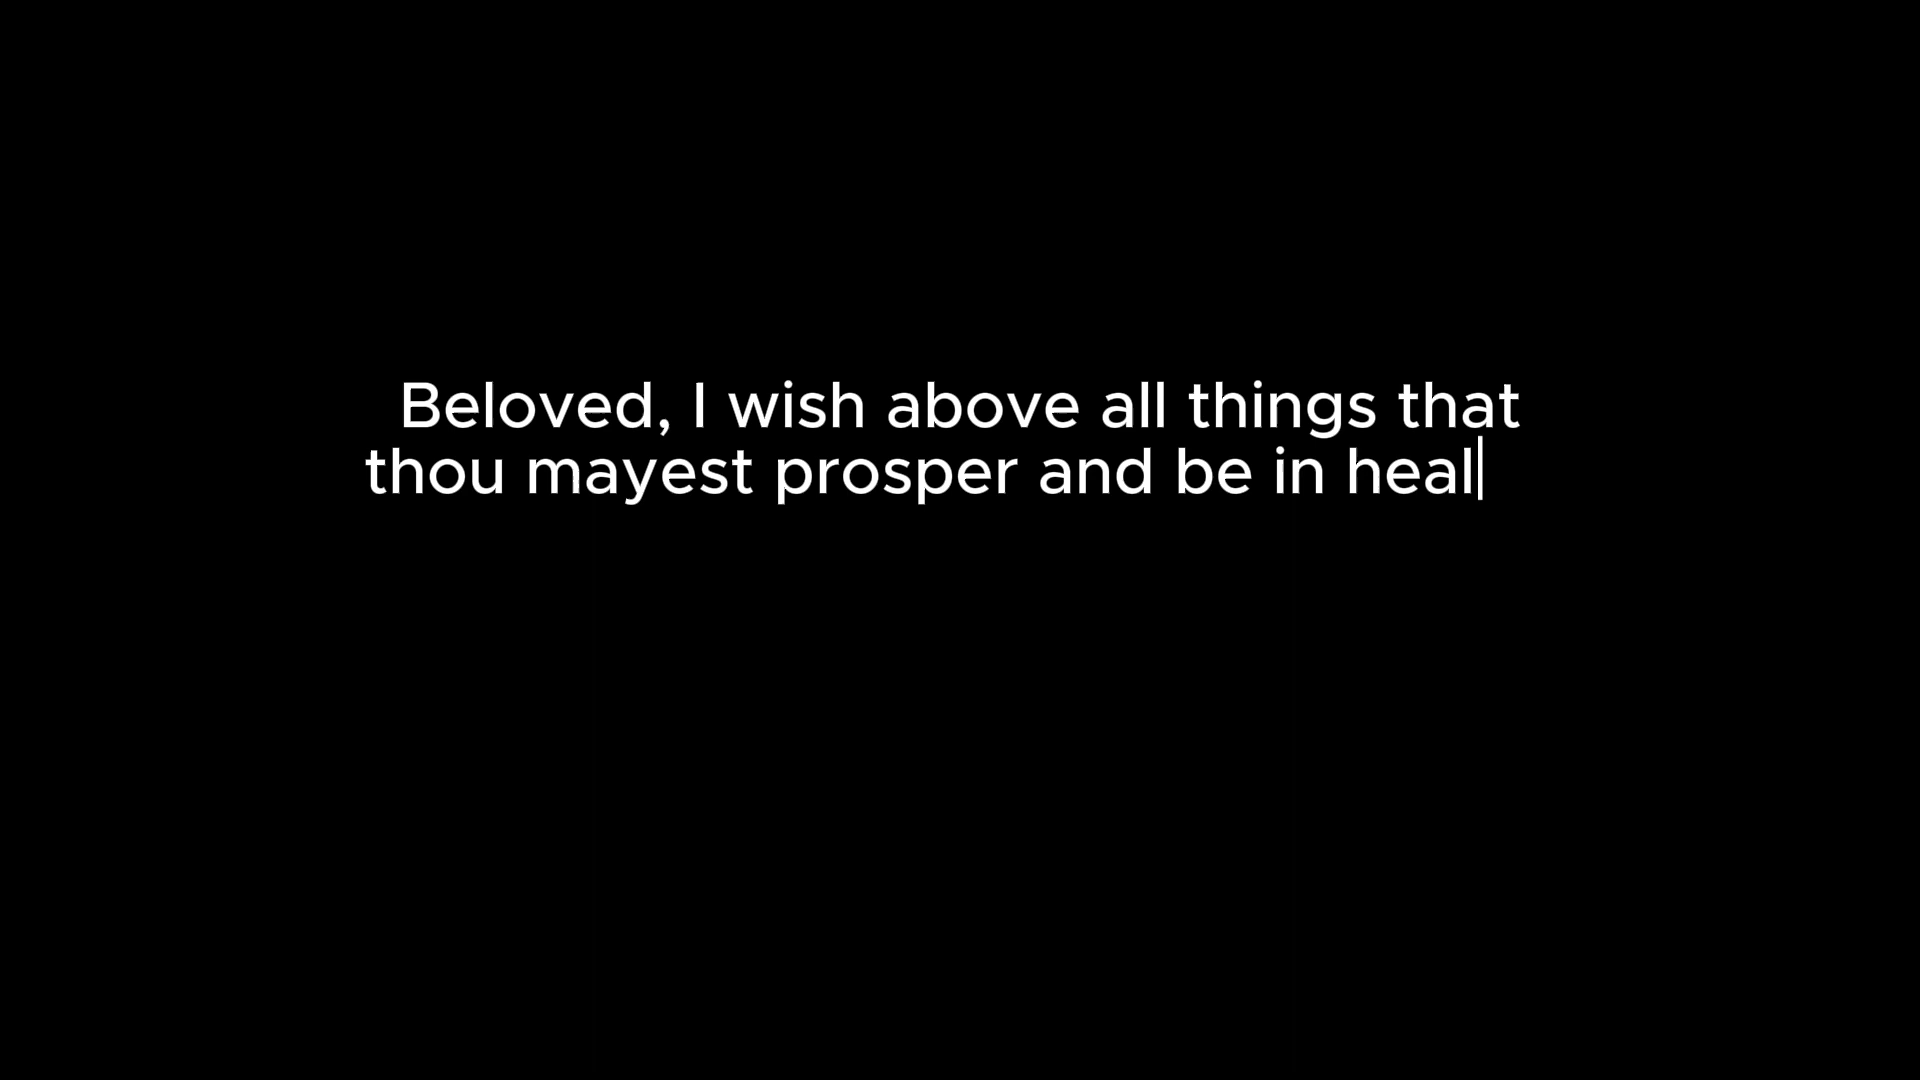 Beloved, I wish above all things that
thou mayest prosper and be in heal